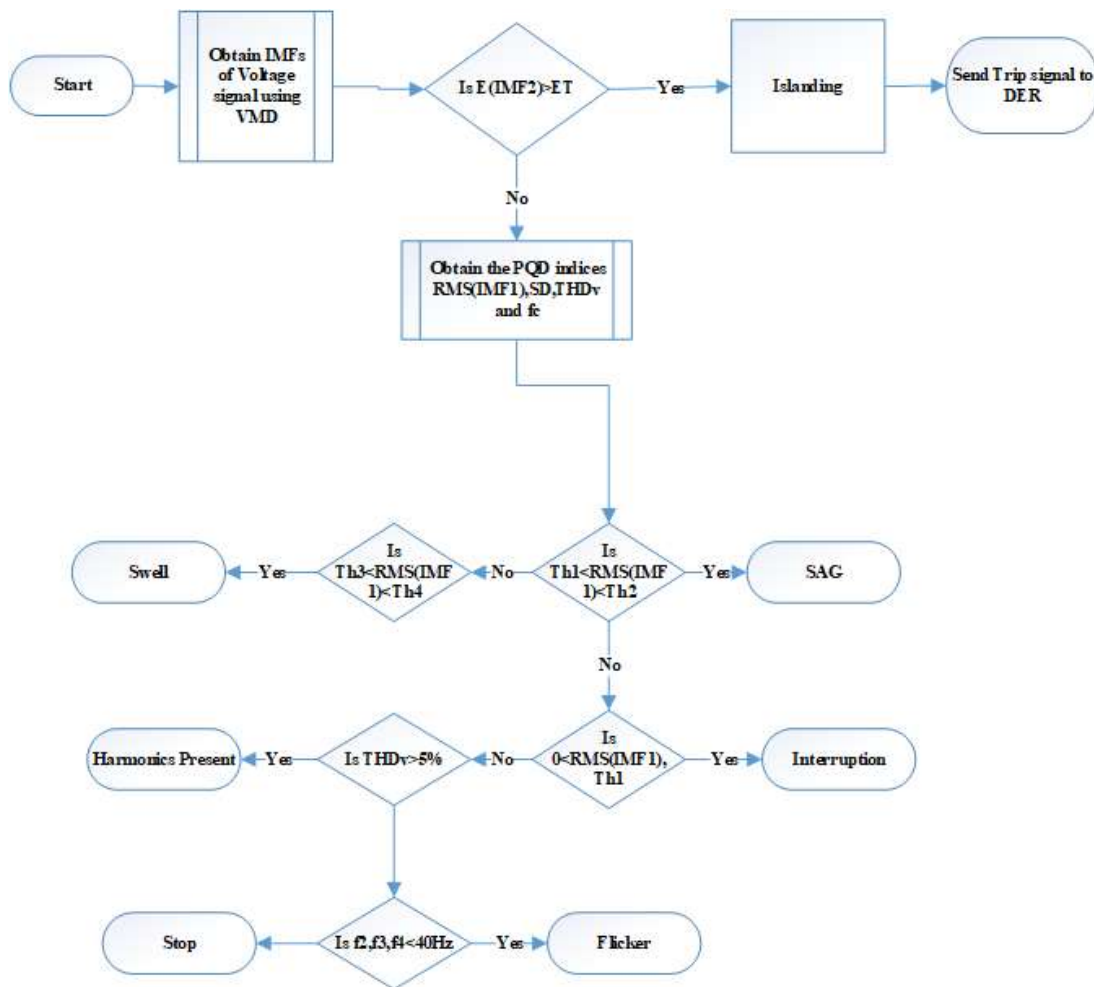 Start
Obtain IMFs
of Voltage
signal using
VMD
Is E(IMF2)>ET
Yes
Islanding
Send Trip signal to
DER
No
Obtain the PQD indices
RMS(IMF1),SD,THDv
and fc
Swell
Yes
Is
Th3<RMS(IMF
1)<Th4
No
Is
Th1<RMS(IMF
1)<Th2
Yes
SAG
No
Harmonics Present
Yes
Is THDv>5%
No
Is
0<RMS(IMF1),
Th1
Yes
Interruption
Stop
Is f2,f3,f4<40Hz
Yes
Flicker